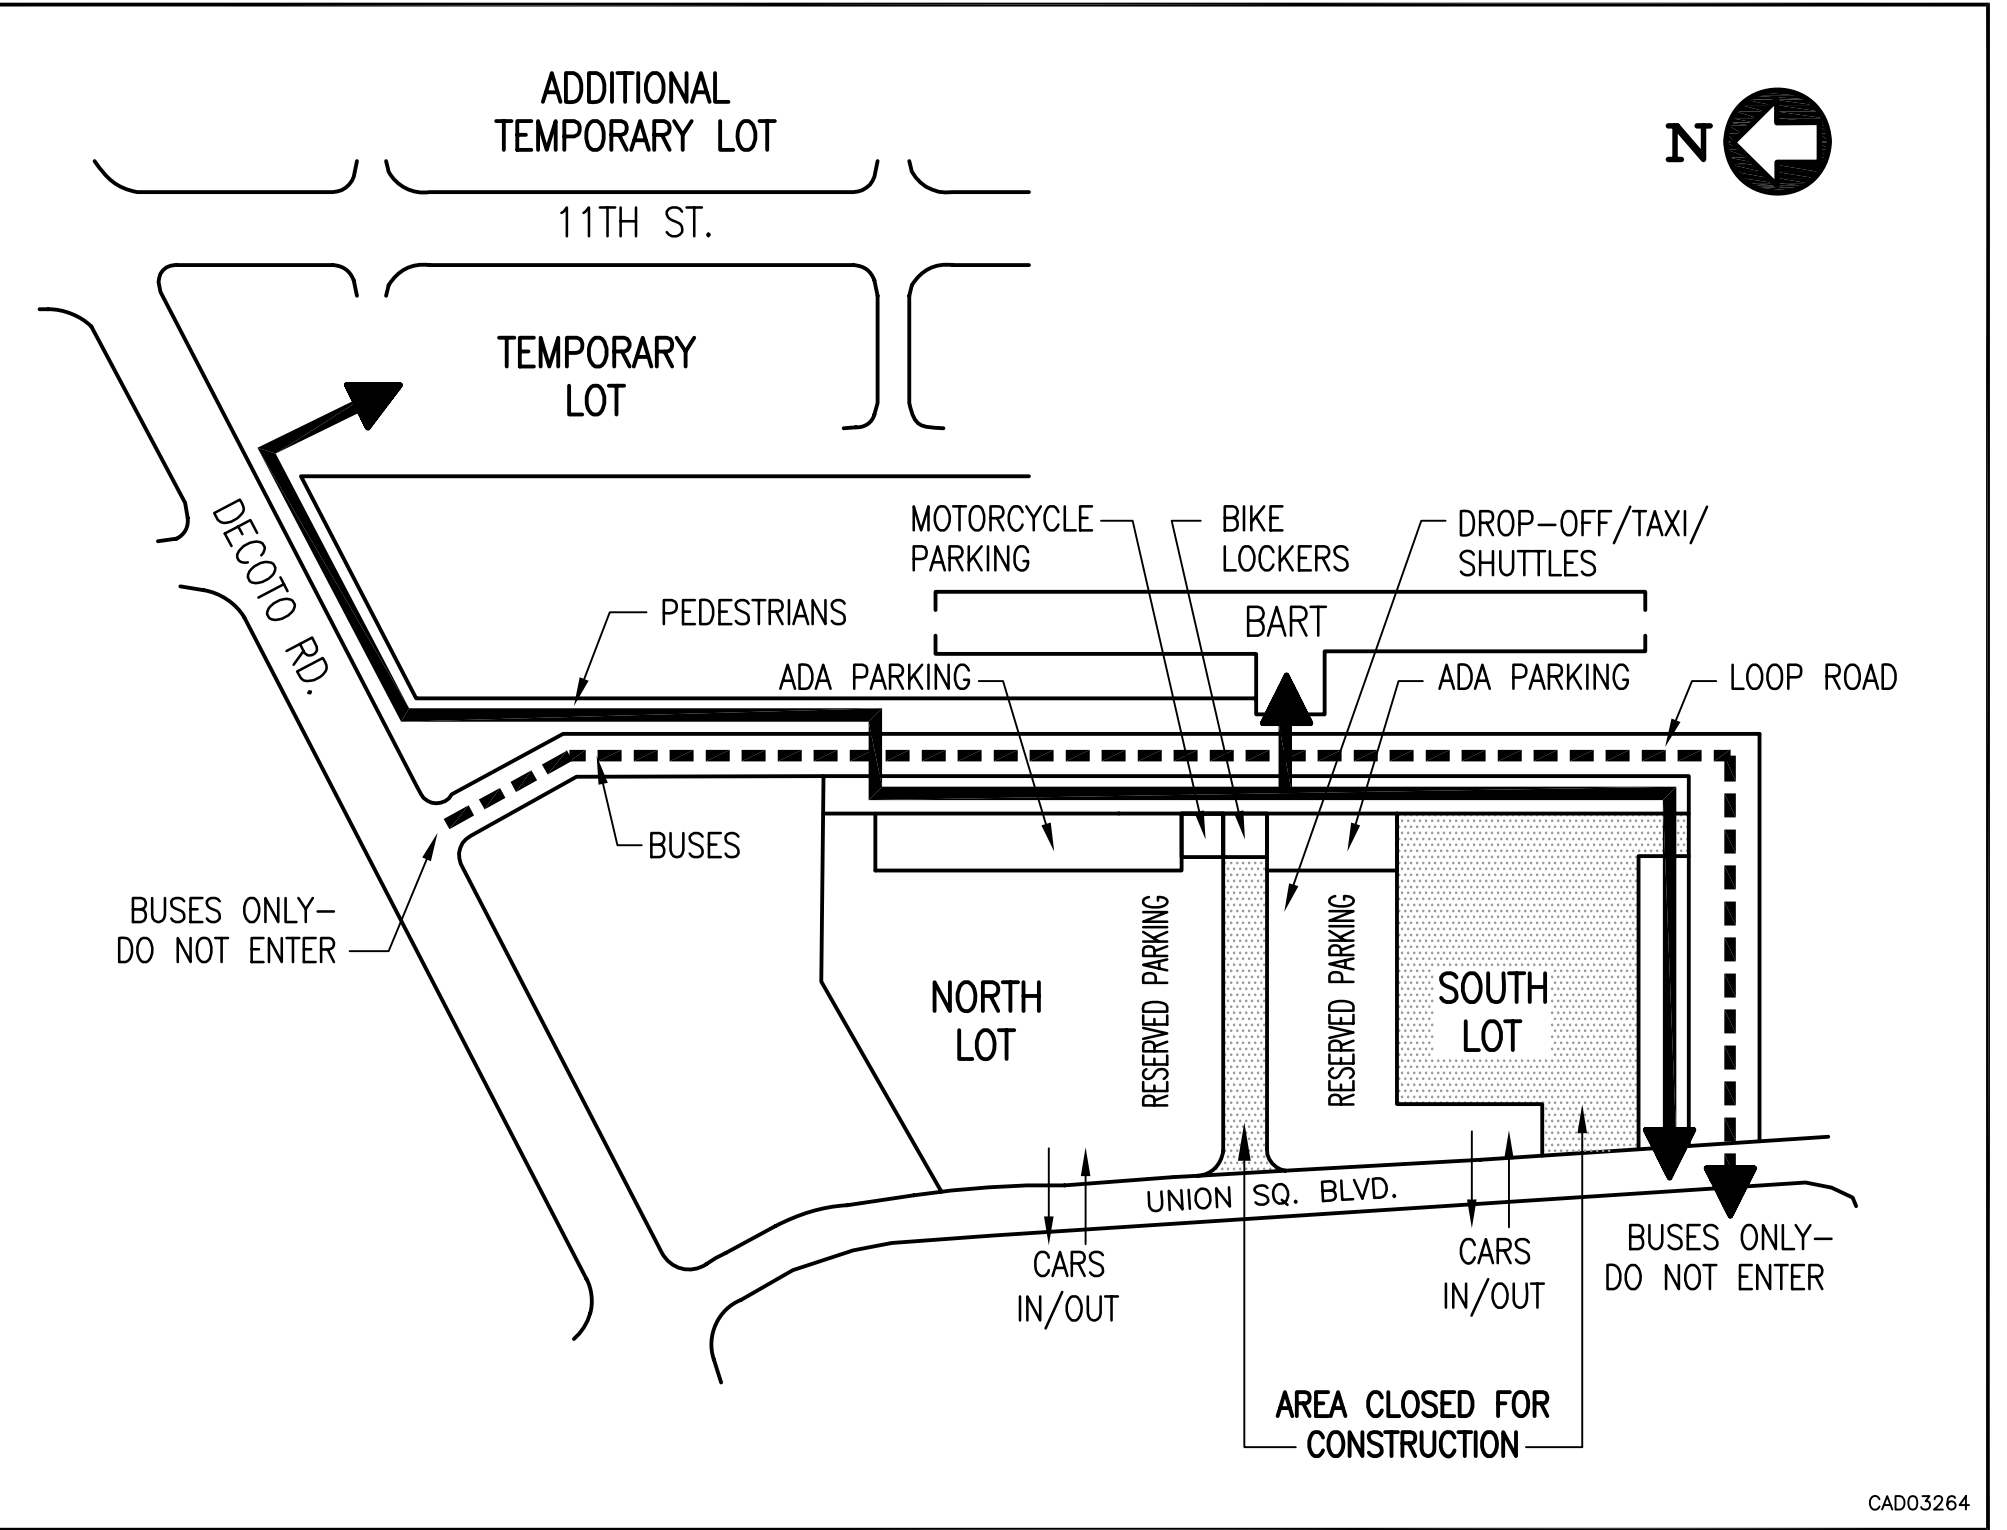 ADDITIONAL
TEMPORARY LOT
N
11TH ST.
TEMPORARY
LOT
DECOTO RD.
MOTORCYCLE
PARKING
BIKE
LOCKERS
DROP-OFF/TAXI/
SHUTTLES
PEDESTRIANS
BART
ADA PARKING
ADA PARKING
LOOP ROAD
BUSES
BUSES ONLY-
DO NOT ENTER
RESERVED PARKING
RESERVED PARKING
NORTH
LOT
SOUTH
LOT
UNION SQ. BLVD.
CARS
IN/OUT
CARS
IN/OUT
BUSES ONLY-
DO NOT ENTER
AREA CLOSED FOR
CONSTRUCTION
CAD03264